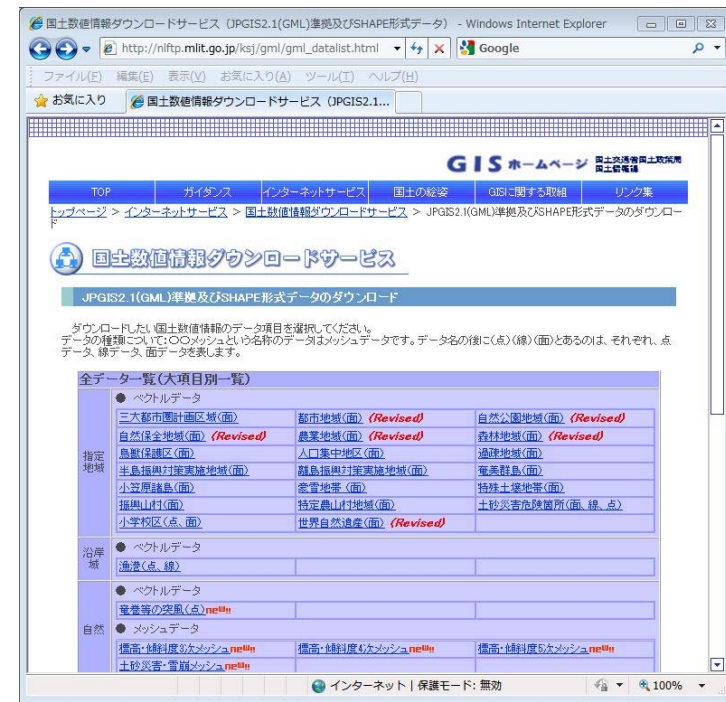 国土数値情報ダウンロードサービス（JPGIS2.1(GML)準拠及びSHAPE形式データ） - Windows Internet Explorer
http://nlftp.mlit.go.jp/ksj/gml/gml_datalist.html Google
ファイル(F) 編集(E) 表示(V) お気に入り(A) ツール(T) ヘルプ(H)
お気に入り 国土数値情報ダウンロードサービス（JPGIS2.1...
GISホームページ 国土交通省国土政策局
TOP ガイダンス インターネットサービス 国土の総姿 GISに関する取組 リンク集
トップページ > インターネットサービス > 国土数値情報ダウンロードサービス > JPGIS2.1(GML)準拠及びSHAPE形式データのダウンロー
ド
国土数値情報ダウンロードサービス
JPGIS2.1(GML)準拠及びSHAPE形式データのダウンロード
ダウンロードしたい国土数値情報のデータ項目を選択してください。
データの種類について:〇〇メッシュという名称のデータはメッシュデータです。データ名の後に(点)(線)(面)とあるのは、それぞれ、点
データ、線データ、面データを表します。
全データ一覧(大項目別一覧)
指定
地域
● ベクトルデータ
三大都市圏計画区域(面) 都市地域(面) (Revised) 自然公園地域(面) (Revised)
自然保全地域(面) (Revised) 農業地域(面) (Revised) 森林地域(面) (Revised)
鳥獣保護区(面) 人口集中地区(面) 過疎地域(面)
半島振興対策実施地域(面) 離島振興対策実施地域(面) 奄美群島(面)
小笠原諸島(面) 豪雪地帯(面) 特殊土壌地帯(面)
振興山村(面) 特定農山村地域(面) 土砂災害危険箇所(面、線、点)
小学校区(点、面) 世界自然遺産(面) (Revised)
沿岸
域
● ベクトルデータ
漁港(点、線)
自然
● ベクトルデータ
竜巻等の突風(点)new!!
● メッシュデータ
標高・傾斜度3次メッシュnew!! 標高・傾斜度4次メッシュ 標高・傾斜度5次メッシュnew!!
土砂災害・雪崩メッシュnew!!
インターネット | 保護モード: 無効 100%